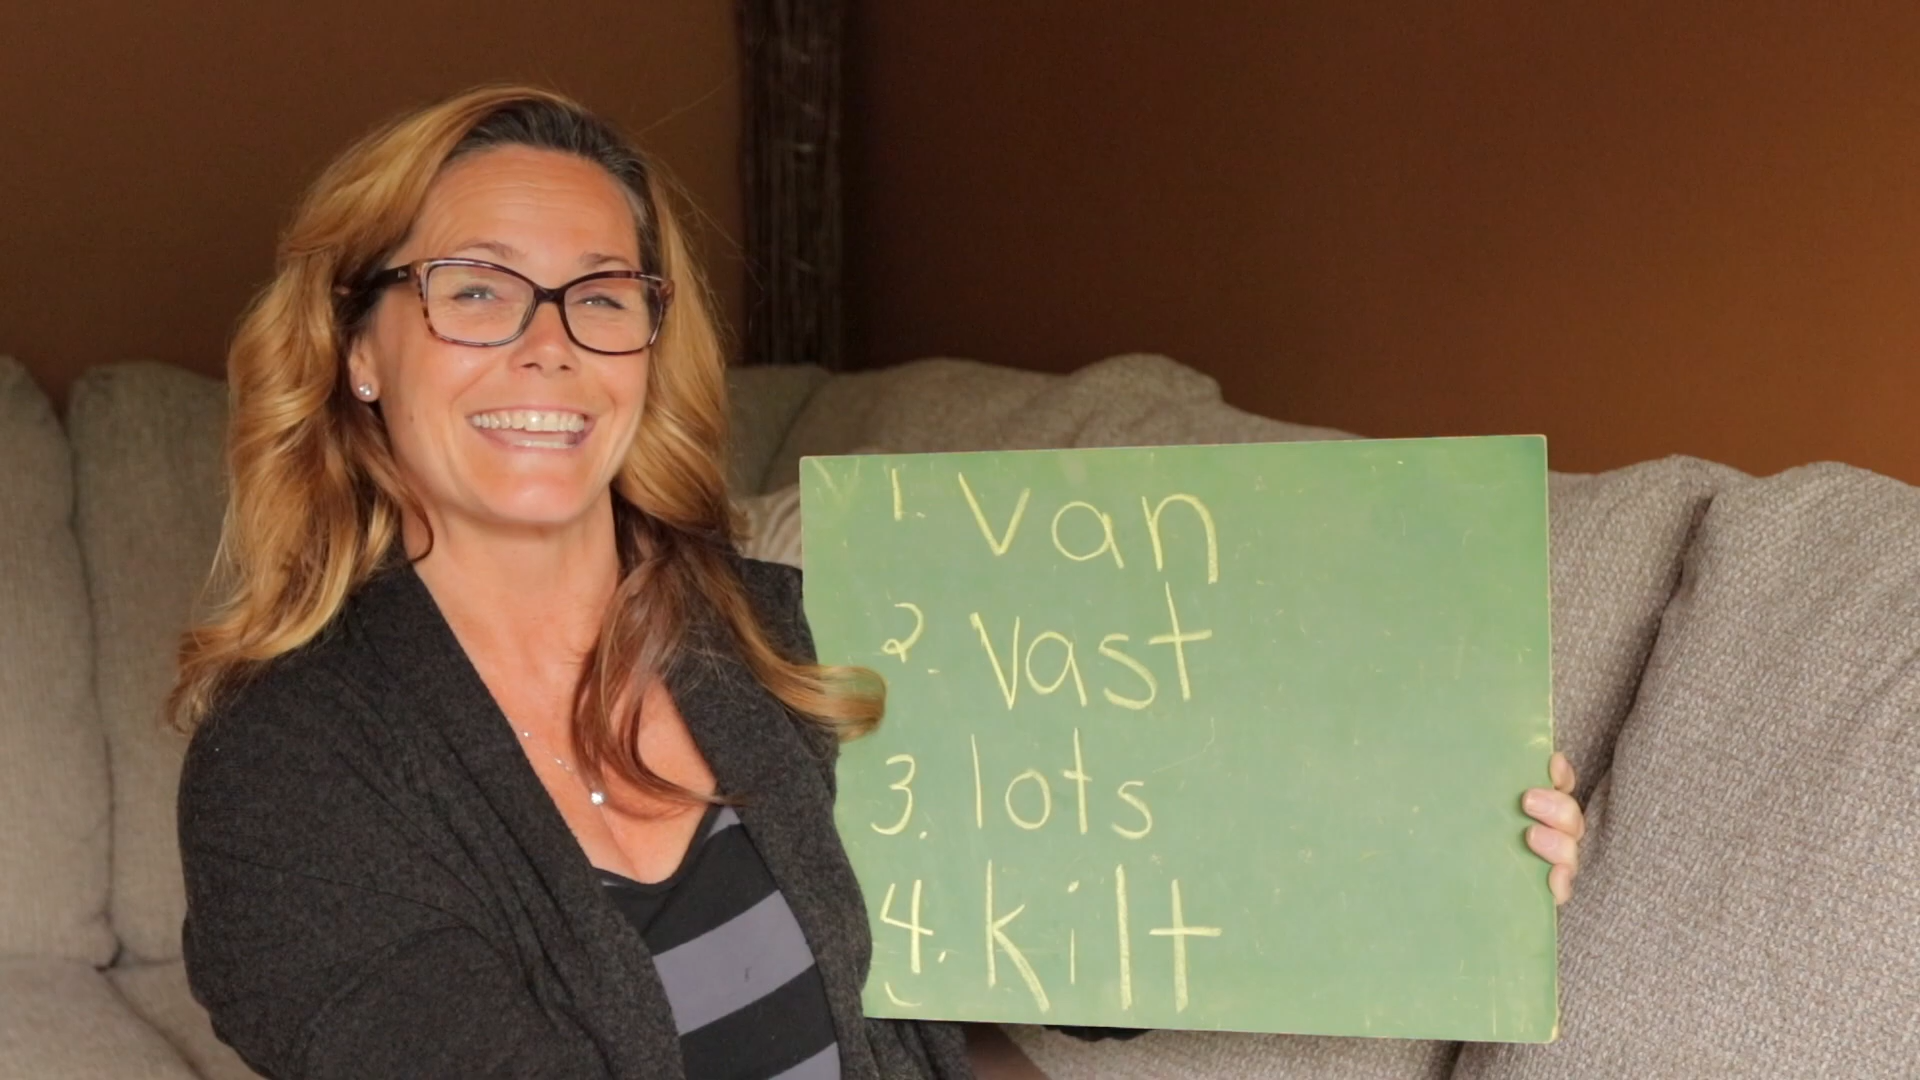 1. van
2. vast
3. lots
4. kilt